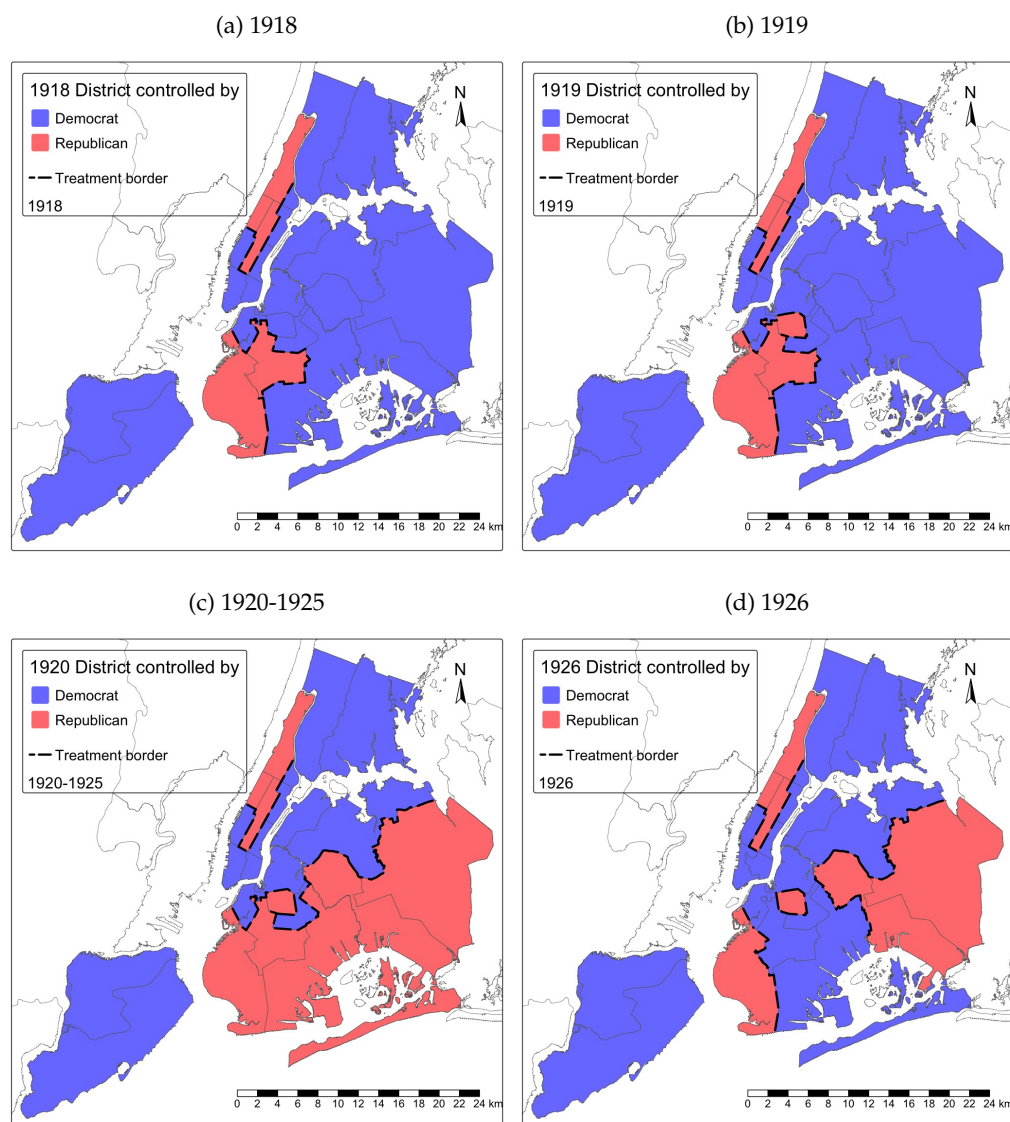 (a) 1918
1918 District controlled by
Democrat
Republican
Treatment border
1918
N
0 2 4 6 8 10 12 14 16 18 20 22 24 km
(b) 1919
1919 District controlled by
Democrat
Republican
Treatment border
1919
N
0 2 4 6 8 10 12 14 16 18 20 22 24 km
(c) 1920-1925
1920 District controlled by
Democrat
Republican
Treatment border
1920-1925
N
0 2 4 6 8 10 12 14 16 18 20 22 24 km
(d) 1926
1926 District controlled by
Democrat
Republican
Treatment border
1926
N
0 2 4 6 8 10 12 14 16 18 20 22 24 km